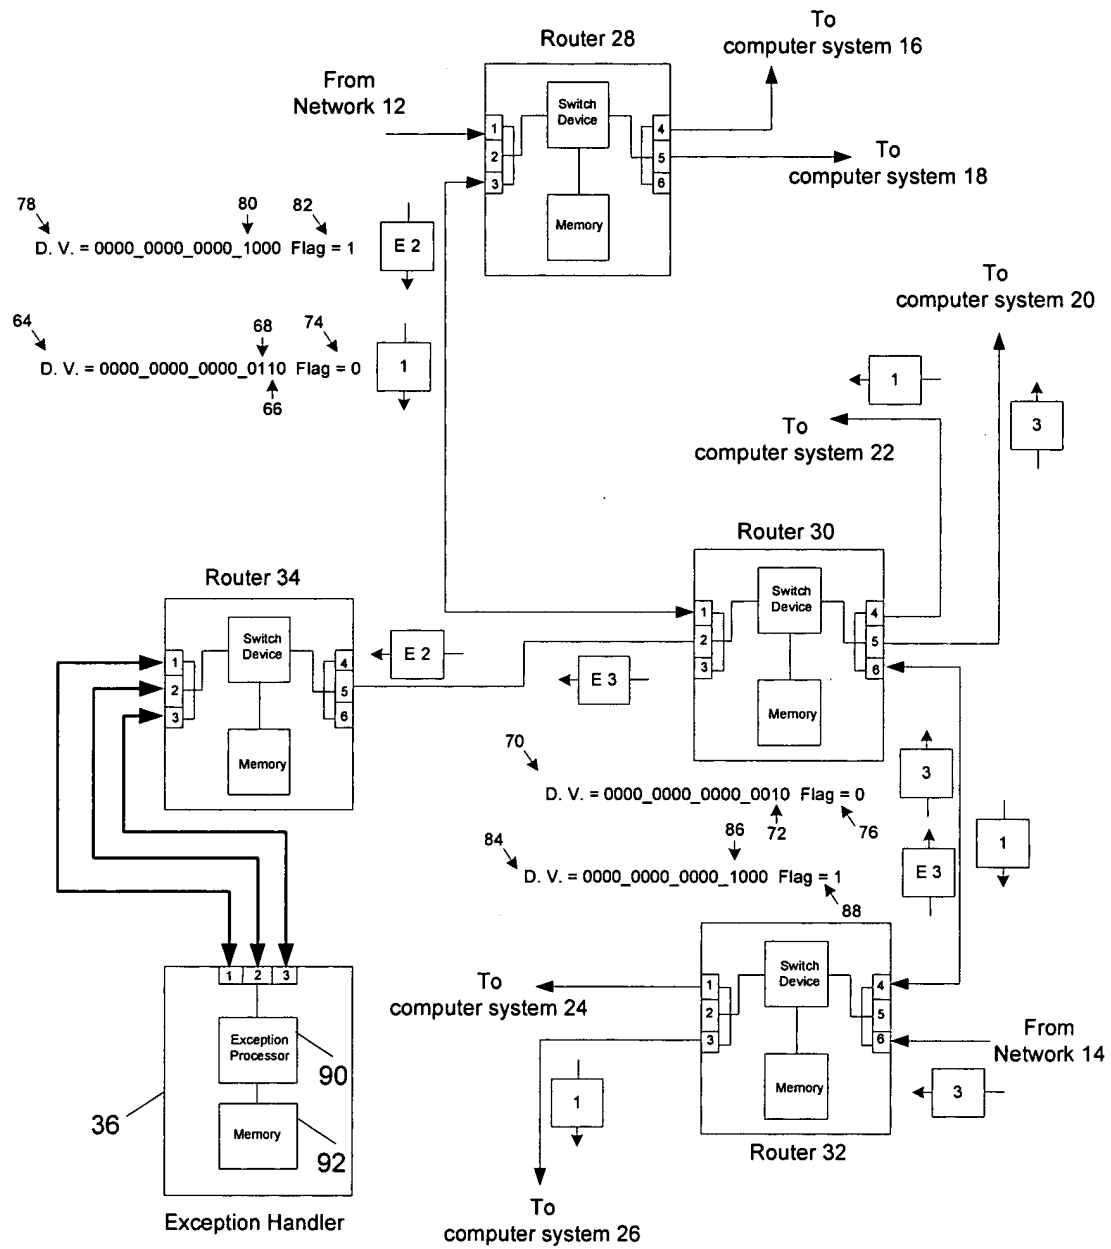 To
computer system 16
Router 28
From
Network 12
Switch
Device
1
2
3
4
5
6
Memory
To
computer system 18
78
80
82
D. V. = 0000_0000_0000_1000 Flag = 1
E 2
64
68
74
D. V. = 0000_0000_0000_0110 Flag = 0
66
1
To
computer system 20
1
3
To
computer system 22
Router 30
Switch
Device
1
2
3
4
5
6
Memory
Router 34
Switch
Device
1
2
3
4
5
6
Memory
E 2
E 3
70
D. V. = 0000_0000_0000_0010 Flag = 0
72
76
84
86
D. V. = 0000_0000_0000_1000 Flag = 1
88
3
E 3
1
Switch
Device
1
2
3
4
5
6
Memory
Router 32
To
computer system 24
From
Network 14
3
1
To
computer system 26
1
2
3
Exception
Processor
90
Memory
92
36
Exception Handler